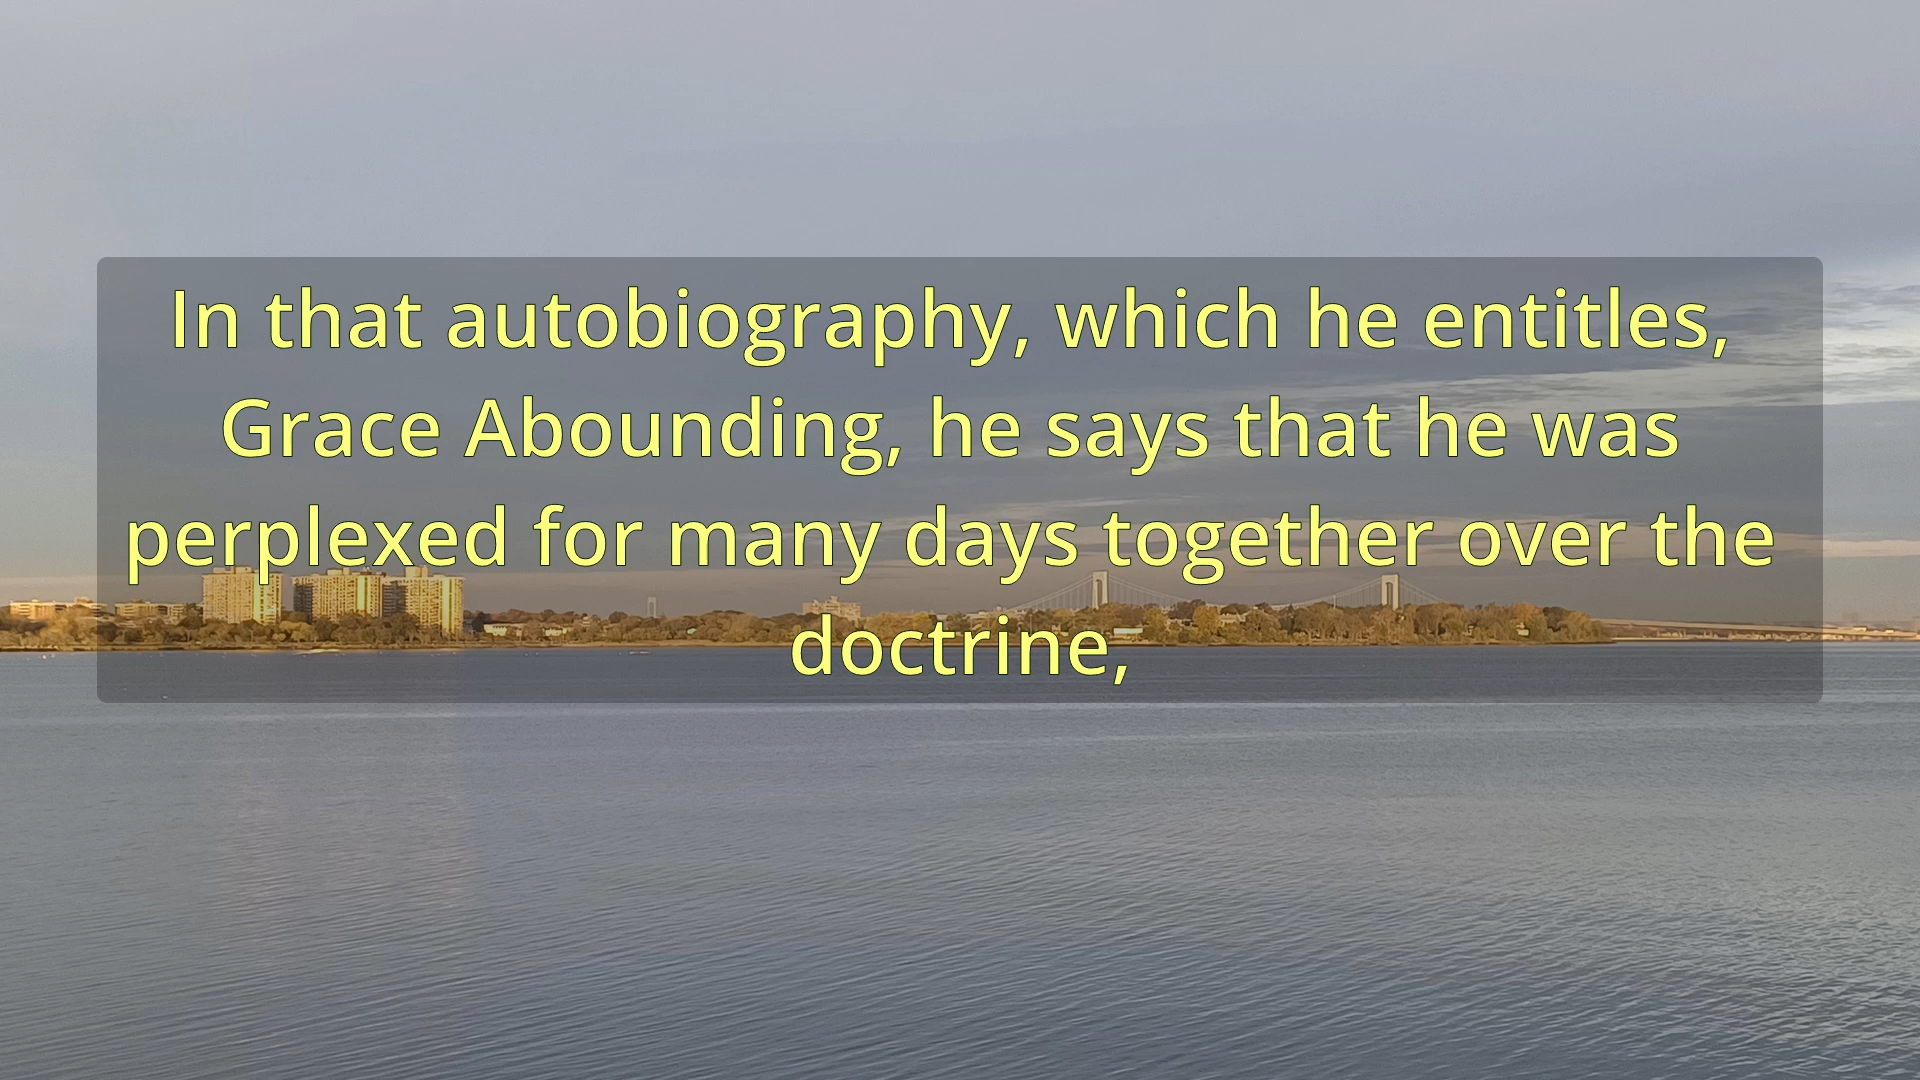 In that autobiography, which he entitles,
Grace Abounding, he says that he was
perplexed for many days together over the
doctrine,